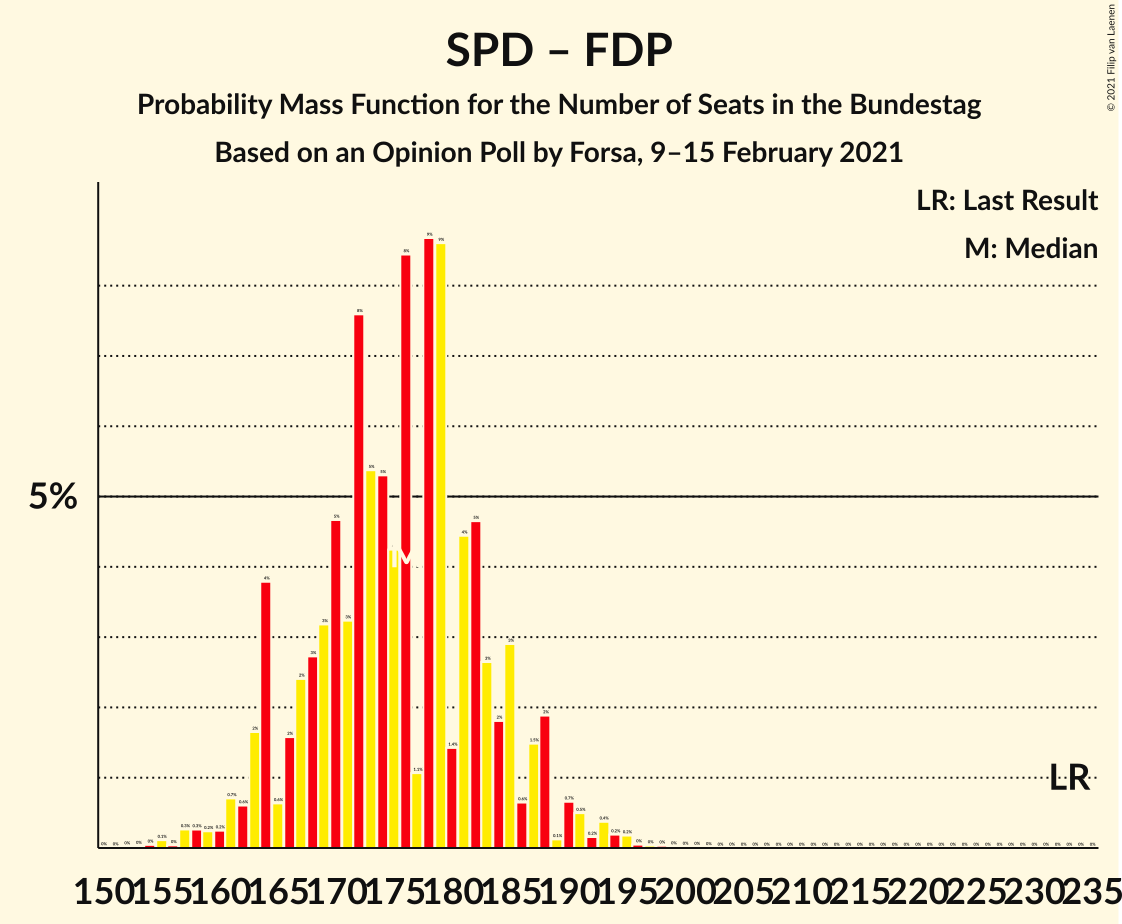 SPD – FDP
Probability Mass Function for the Number of Seats in the Bundestag
Based on an Opinion Poll by Forsa, 9–15 February 2021
© 2021 Filip van Laenen
LR: Last Result
M: Median
5%
M
LR
150 155 160 165 170 175 180 185 190 195 200 205 210 215 220 225 230 235